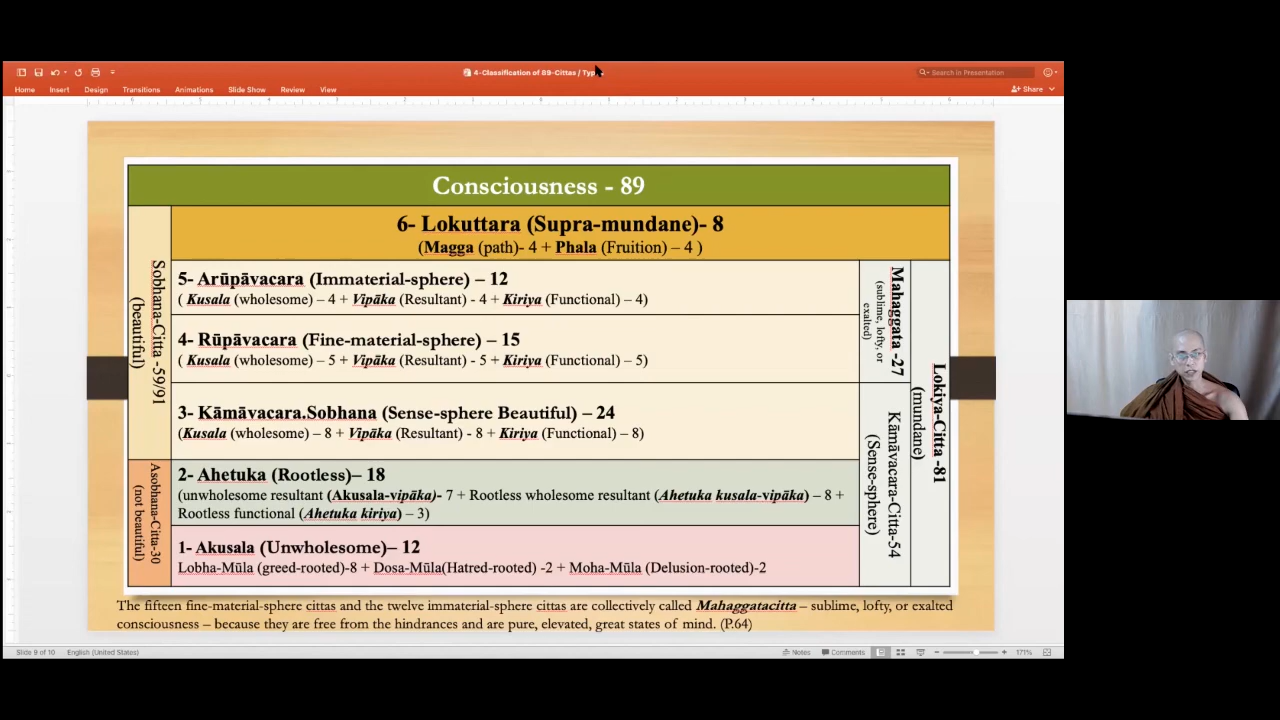 4-Classification of 89-Cittas / Typ
Search in Presentation
Home Insert Design Transitions Animations Slide Show Review View
Share
Consciousness - 89
6- Lokuttara (Supra-mundane)- 8
(Magga (path)- 4 + Phala (Fruition) – 4 )
Sobhana-Citta -59/91
(beautiful)
5- Arūpāvacara (Immaterial-sphere) – 12
( Kusala (wholesome) – 4 + Vipāka (Resultant) - 4 + Kiriya (Functional) – 4)
4- Rūpāvacara (Fine-material-sphere) – 15
( Kusala (wholesome) – 5 + Vipāka (Resultant) - 5 + Kiriya (Functional) – 5)
Mahaggata -27
(sublime, lofty, or
exalted)
3- Kāmāvacara.Sobhana (Sense-sphere Beautiful) – 24
(Kusala (wholesome) – 8 + Vipāka (Resultant) - 8 + Kiriya (Functional) – 8)
Asobhana-Citta-30
(not beautiful)
2- Ahetuka (Rootless)– 18
(unwholesome resultant (Akusala-vipāka)- 7 + Rootless wholesome resultant (Ahetuka kusala-vipāka) – 8 +
Rootless functional (Ahetuka kiriya) – 3)
1- Akusala (Unwholesome)– 12
Lobha-Mūla (greed-rooted)-8 + Dosa-Mūla(Hatred-rooted) -2 + Moha-Mūla (Delusion-rooted)-2
Kāmāvacara-Citta-54
(Sense-sphere)
Lokiya-Citta -81
(mundane)
The fifteen fine-material-sphere cittas and the twelve immaterial-sphere cittas are collectively called Mahaggatacitta – sublime, lofty, or exalted
consciousness – because they are free from the hindrances and are pure, elevated, great states of mind. (P.64)
Slide 9 of 10 English (United States) Notes Comments 171%